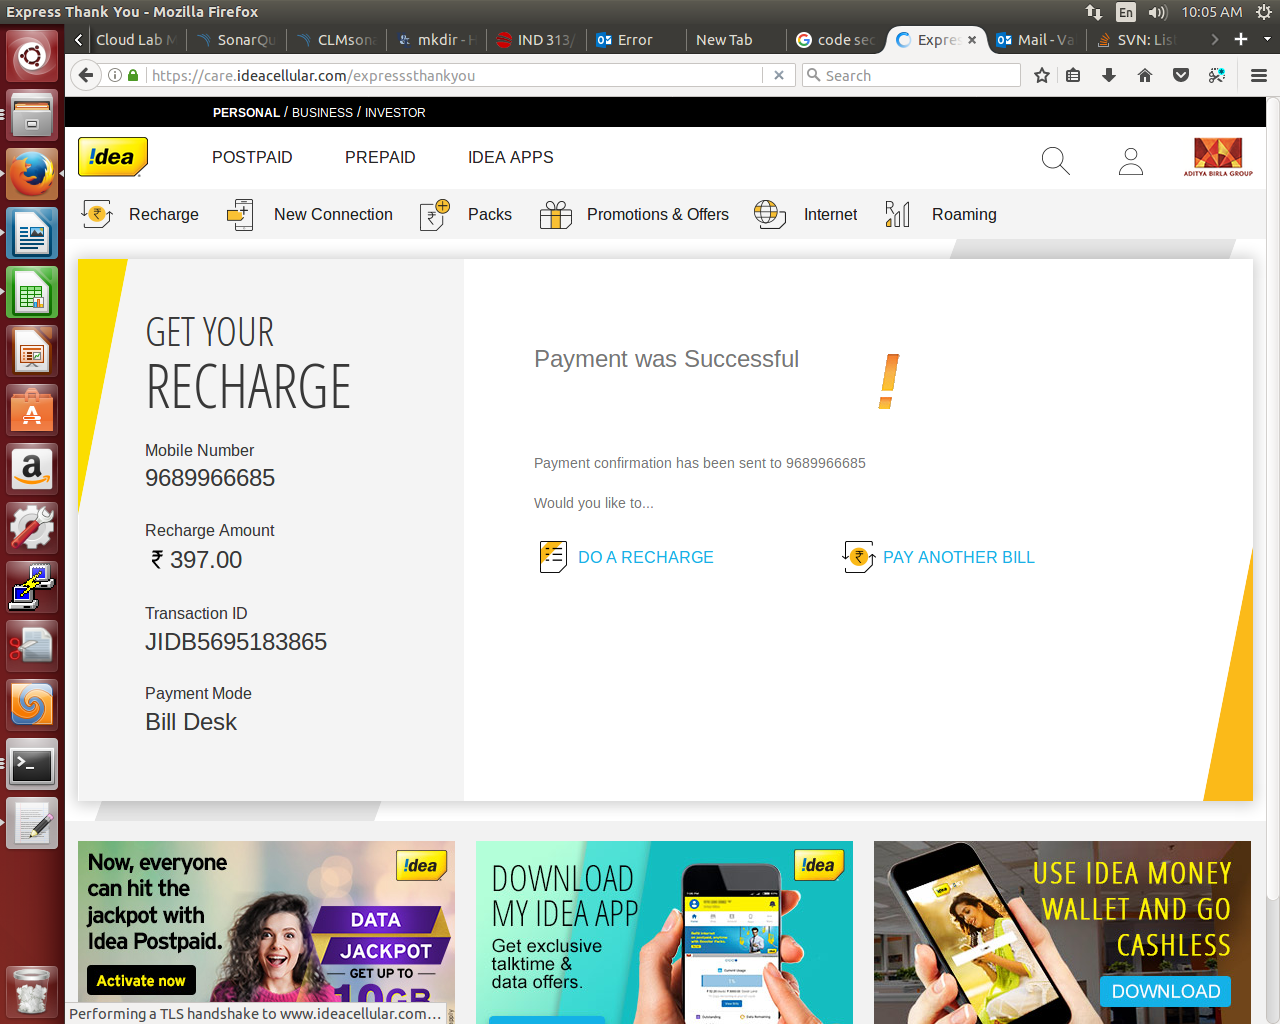 Express Thank You - Mozilla Firefox
En
10:05 AM
Cloud Lab M
SonarQu
CLMsona
mkdir - H
IND 313/
Error
New Tab
code sec
Expres
Mail - Va
SVN: Lis
https://care.ideacellular.com/expresssthankyou
Search
PERSONAL / BUSINESS / INVESTOR
!dea
POSTPAID
PREPAID
IDEA APPS
ADITYA BIRLA GROUP
Recharge
New Connection
Packs
Promotions & Offers
Internet
Roaming
GET YOUR
RECHARGE
Mobile Number
9689966685
Recharge Amount
₹ 397.00
Transaction ID
JIDB5695183865
Payment Mode
Bill Desk
Payment was Successful
!
Payment confirmation has been sent to 9689966685
Would you like to...
DO A RECHARGE
PAY ANOTHER BILL
Now, everyone
can hit the
jackpot with
Idea Postpaid.
Activate now
!dea
DATA
JACKPOT
GET UP TO
10GB
DOWNLOAD
MY IDEA APP
Get exclusive
talktime &
data offers.
!dea
USE IDEA MONEY
WALLET AND GO
CASHLESS
DOWNLOAD
Performing a TLS handshake to www.ideacellular.com...